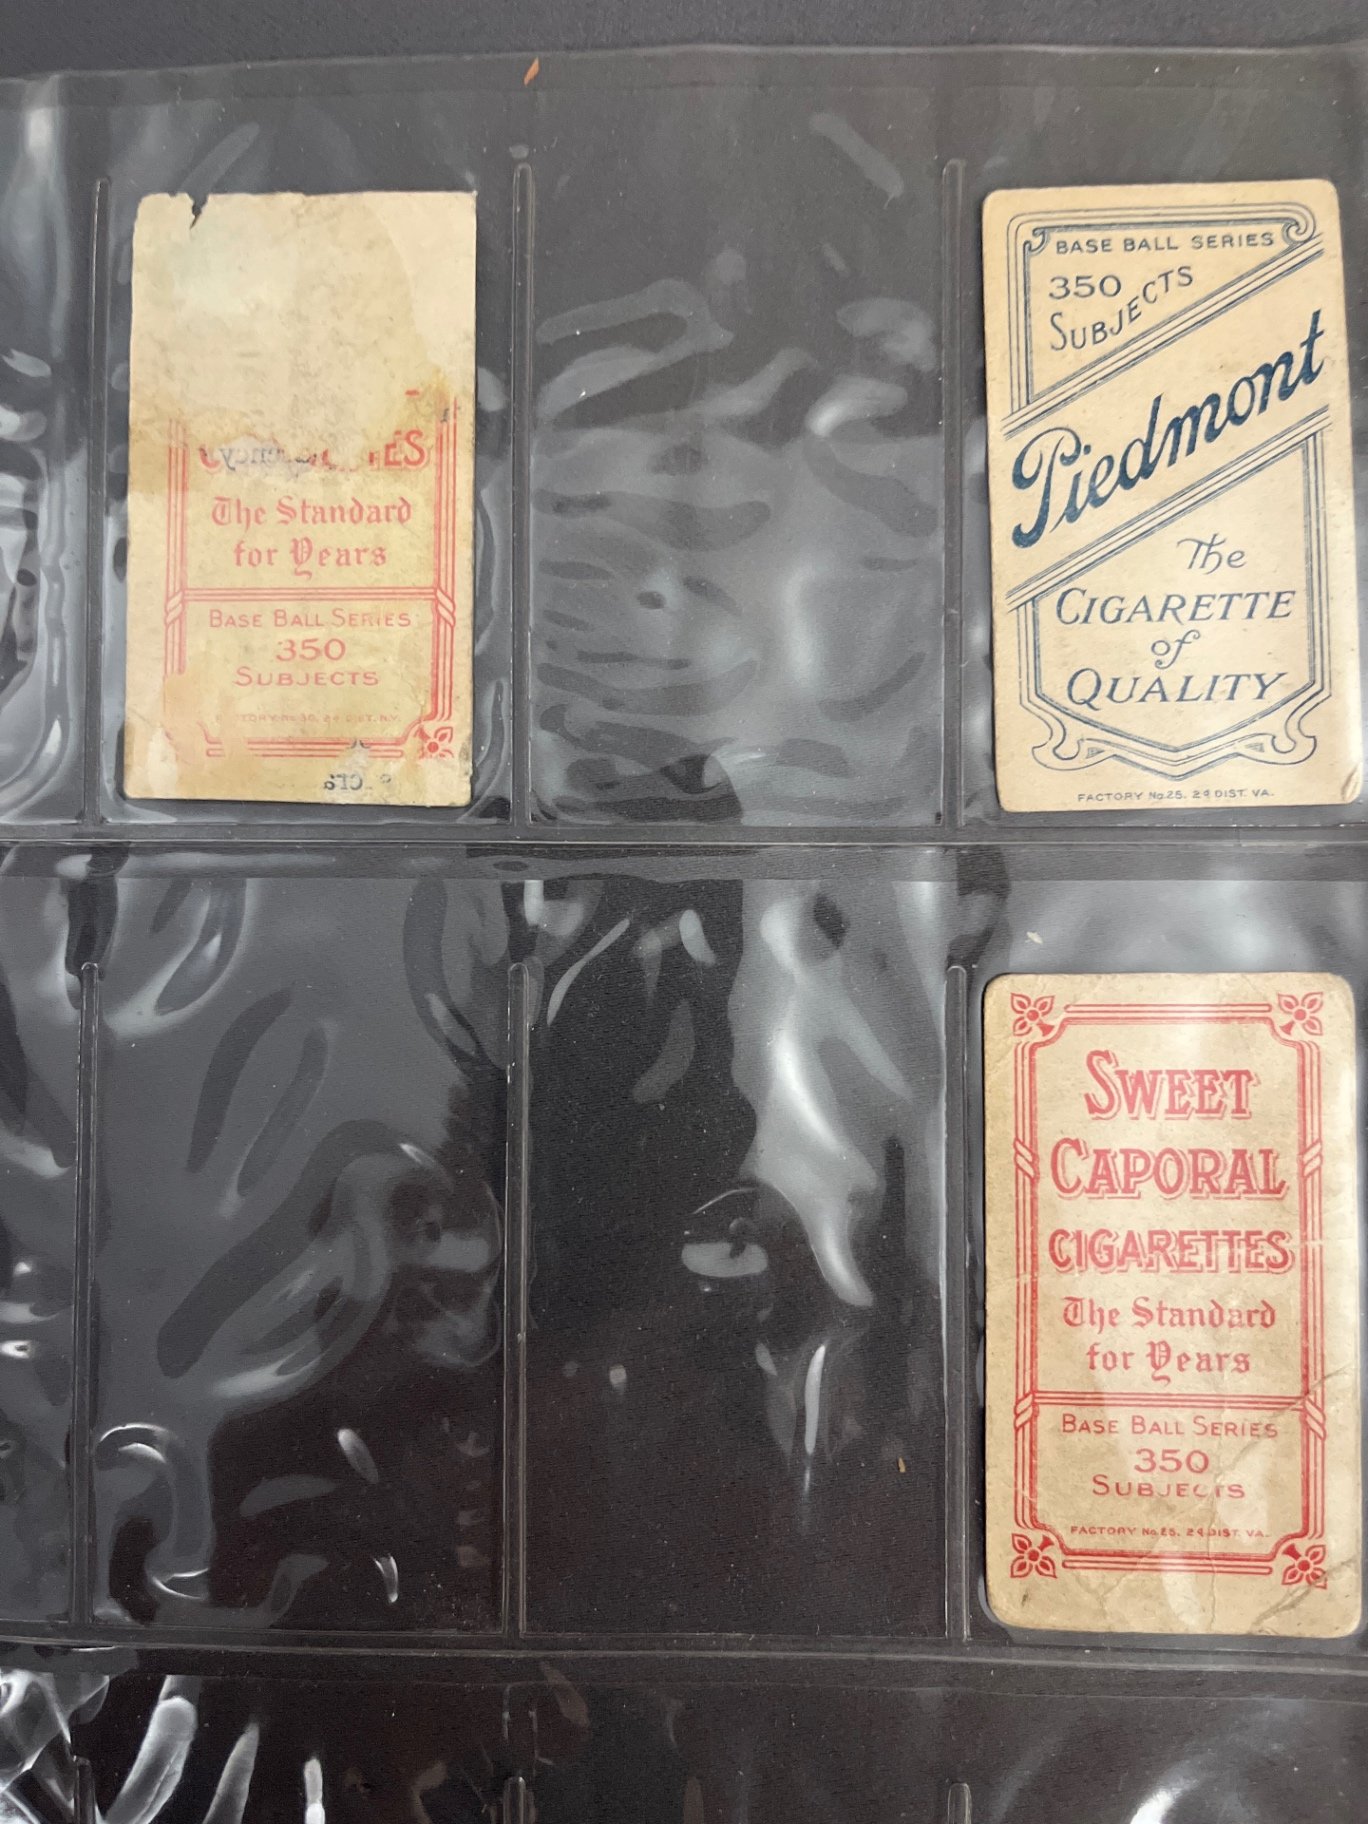 The Standard
for Years
BASE BALL SERIES
350
SUBJECTS
BASE BALL SERIES
350
SUBJECTS
Piedmont
The
CIGARETTE
of
QUALITY
FACTORY No 25. 2d DIST. VA.
SWEET
CAPORAL
CIGARETTES
The Standard
for Years
BASE BALL SERIES
350
SUBJECTS
FACTORY No 25. 2d DIST. VA.